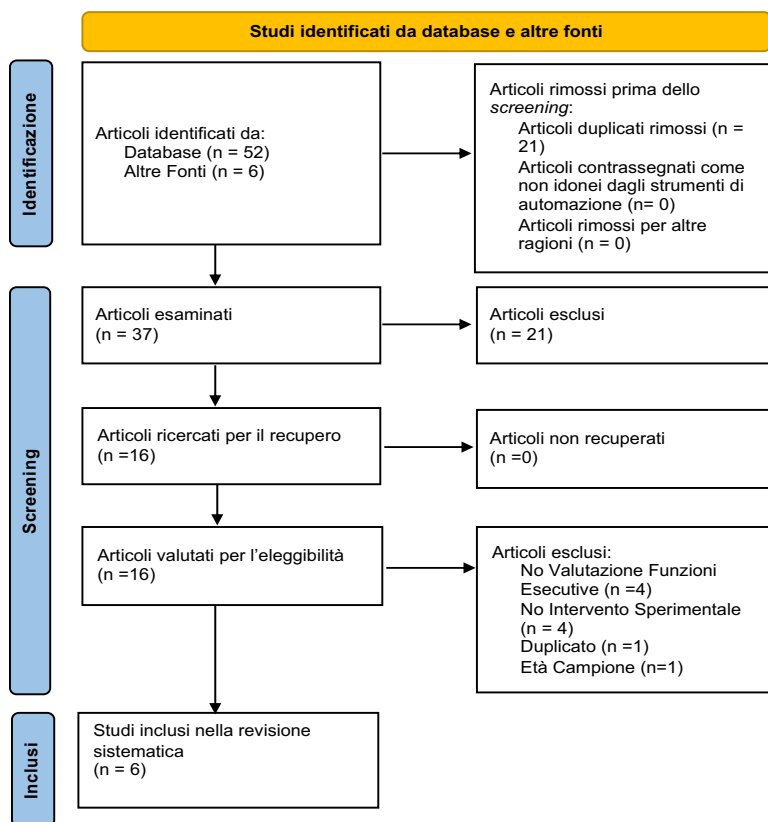 Studi identificati da database e altre fonti
Identificazione
Articoli identificati da:
Database (n = 52)
Altre Fonti (n = 6)
Articoli rimossi prima dello
screening:
Articoli duplicati rimossi (n =
21)
Articoli contrassegnati come
non idonei dagli strumenti di
automazione (n= 0)
Articoli rimossi per altre
ragioni (n = 0)
Screening
Articoli esaminati
(n = 37)
Articoli esclusi
(n = 21)
Articoli ricercati per il recupero
(n =16)
Articoli non recuperati
(n =0)
Articoli valutati per l'eleggibilità
(n =16)
Articoli esclusi:
No Valutazione Funzioni
Esecutive (n =4)
No Intervento Sperimentale
(n = 4)
Duplicato (n =1)
Età Campione (n=1)
Inclusi
Studi inclusi nella revisione
sistematica
(n = 6)